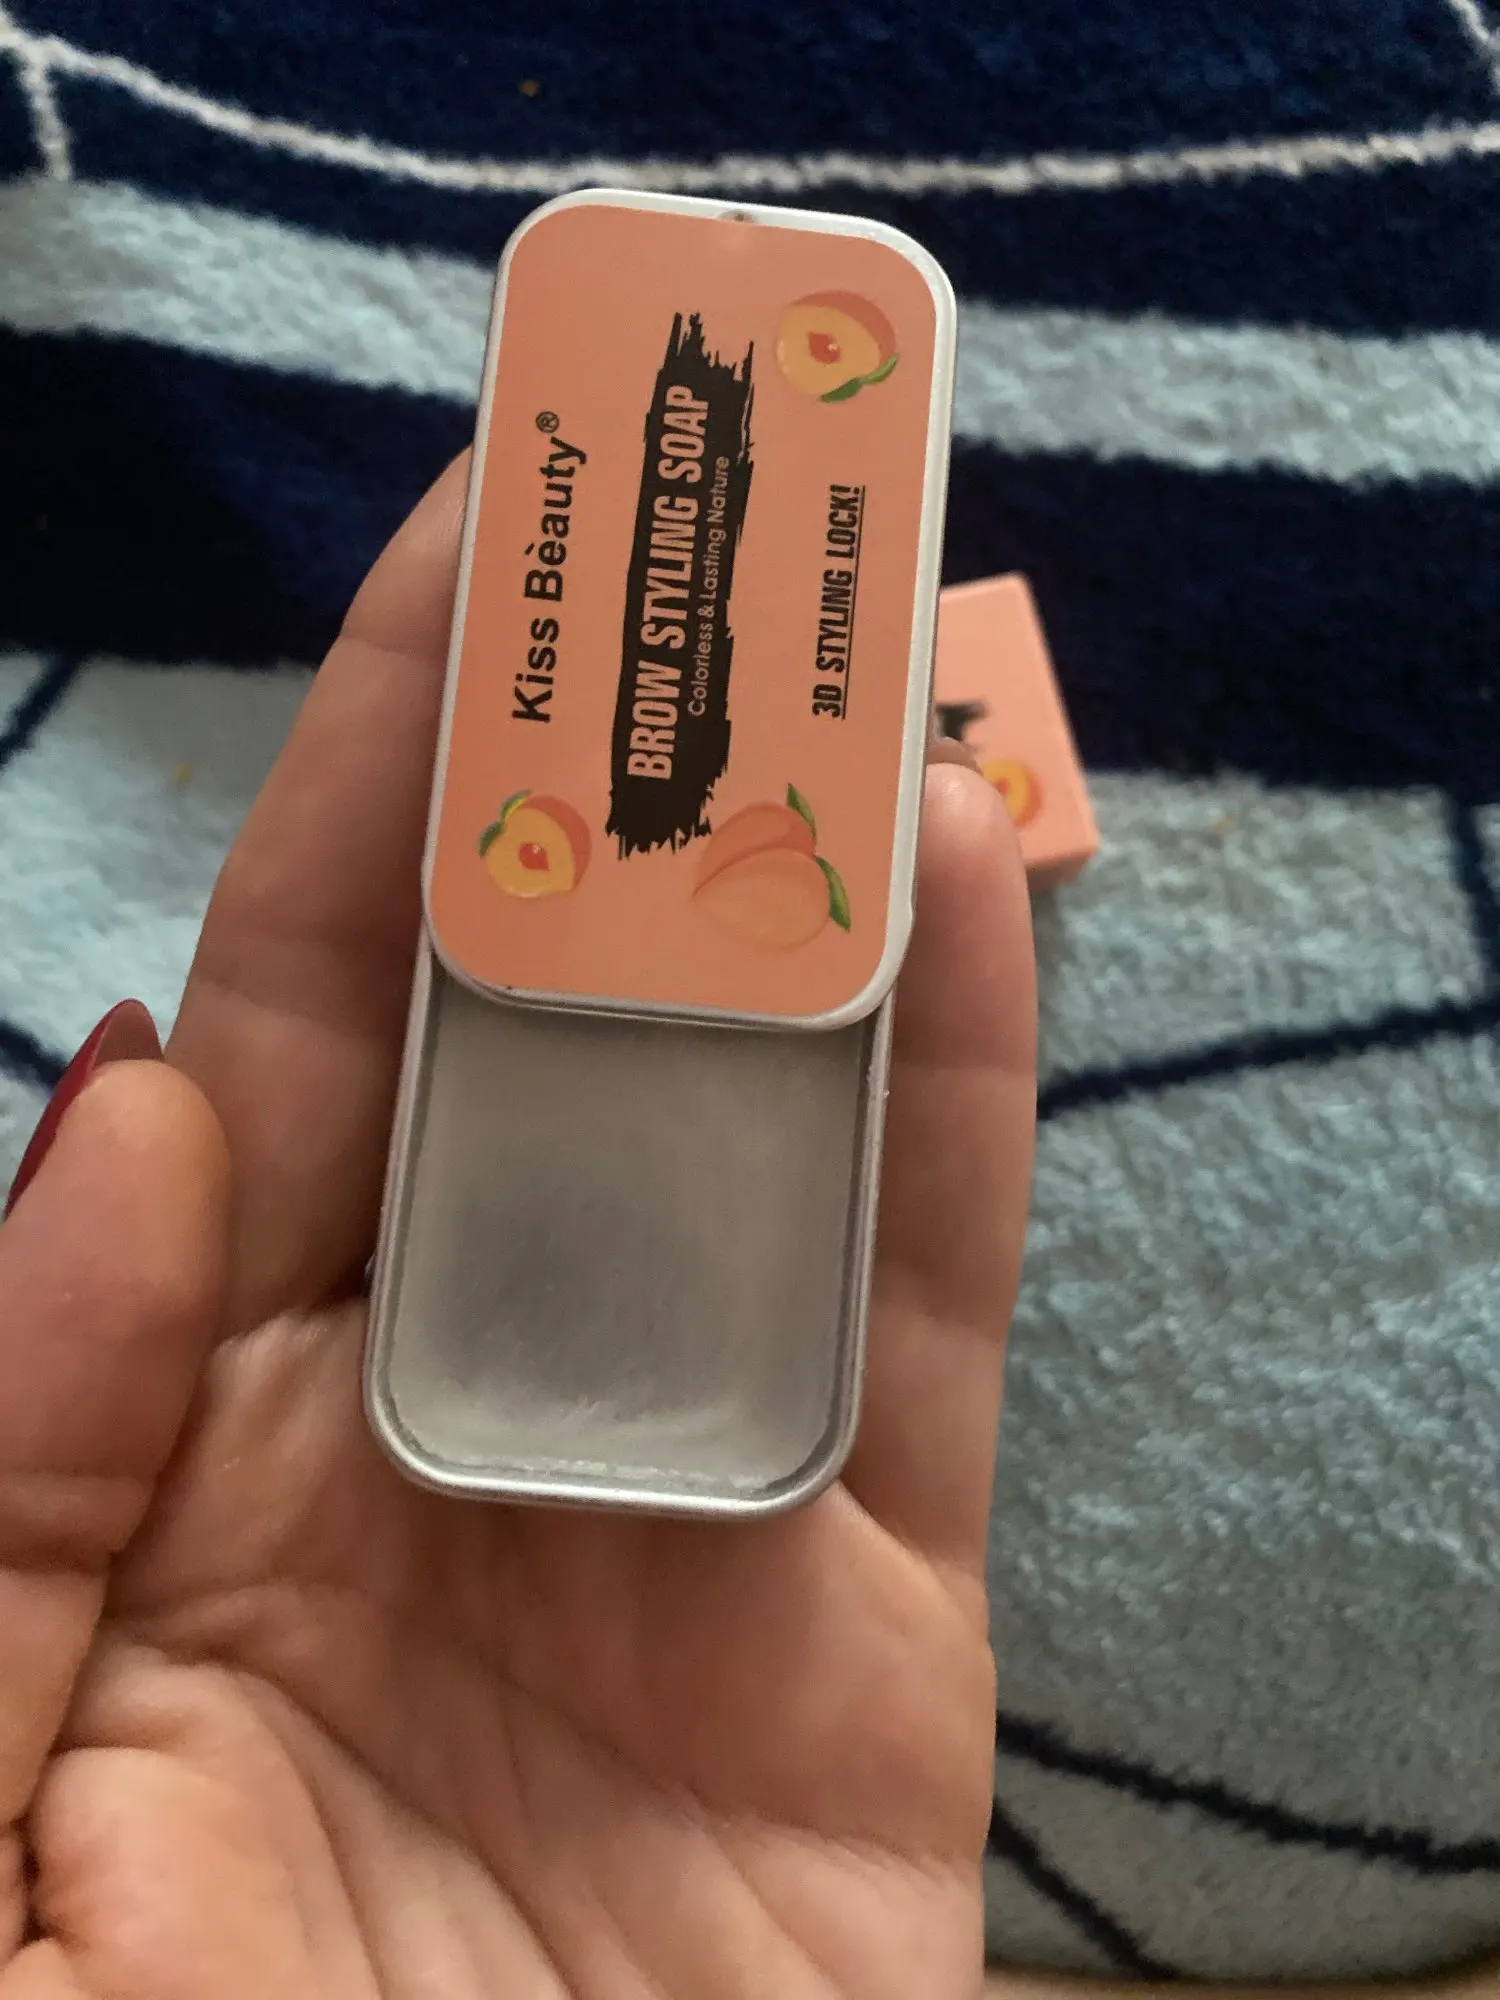 Kiss Bèauty®
BROW STYLING SOAP
Colorless & Lasting Nature
3D STYLING LOCK!